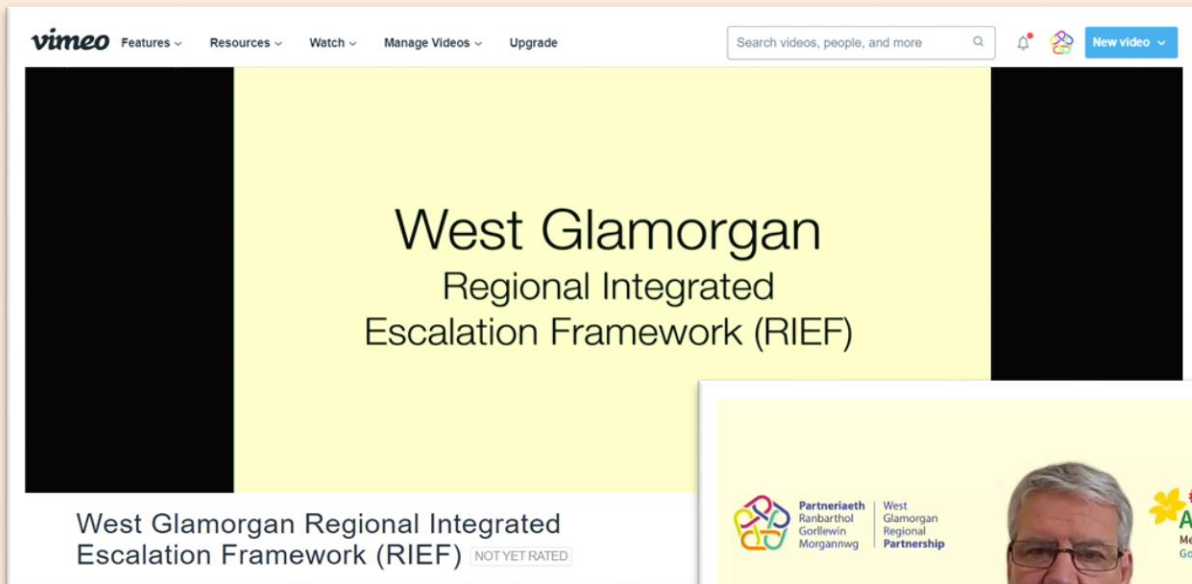 vimeo Features Resources Watch Manage Videos Upgrade Search videos, people, and more New video
West Glamorgan
Regional Integrated
Escalation Framework (RIEF)
West Glamorgan Regional Integrated
Escalation Framework (RIEF) NOT YET RATED
Partneriaeth
Ranbarthol
Gorllewin
Morgannwg
West
Glamorgan
Regional
Partnership